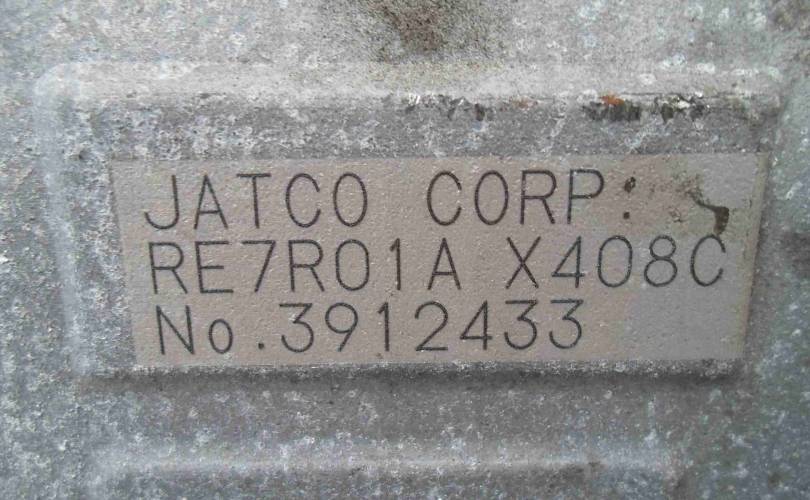 JATCO CORP.
RE7R01A X408C
No.3912433